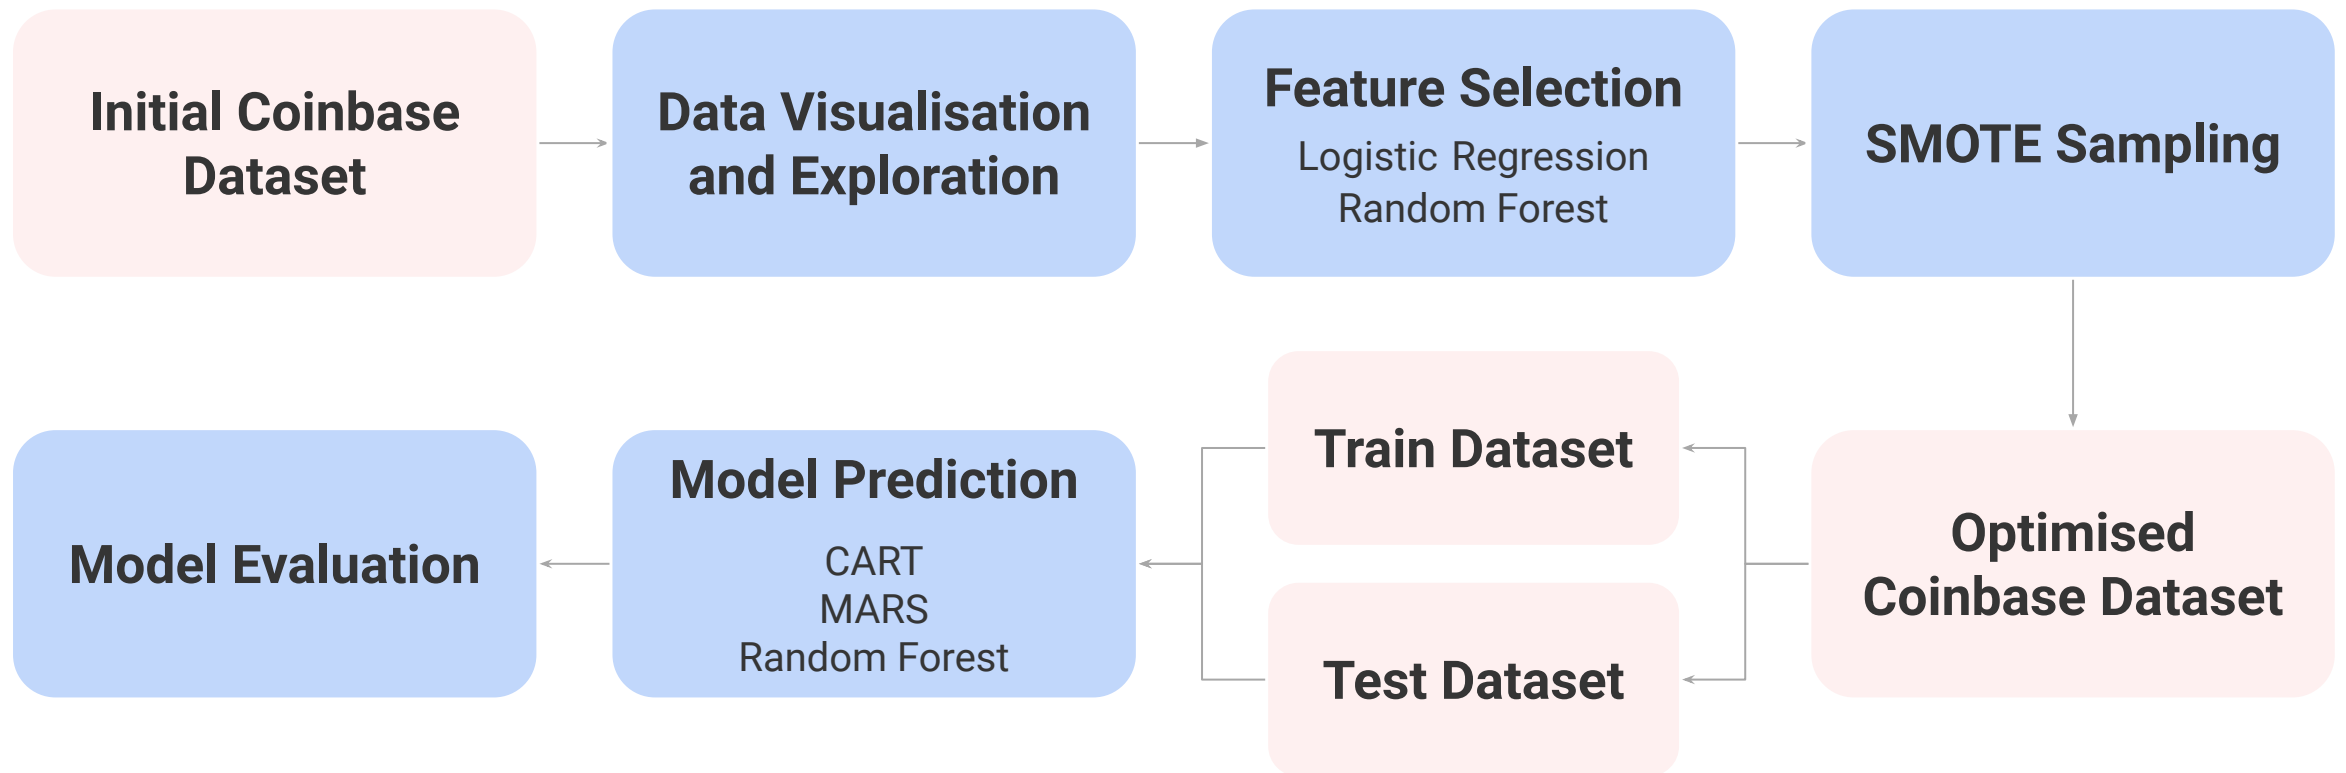 Initial Coinbase
Dataset
Data Visualisation
and Exploration
Feature Selection
Logistic Regression
Random Forest
SMOTE Sampling
Optimised
Coinbase Dataset
Train Dataset
Test Dataset
Model Prediction
CART
MARS
Random Forest
Model Evaluation